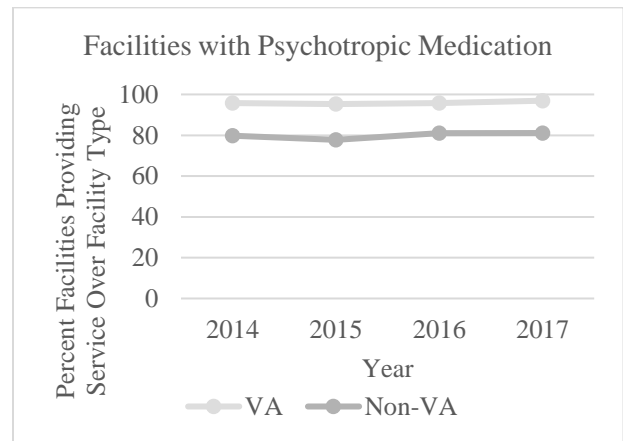 Facilities with Psychotropic Medication
Percent Facilities Providing
Service Over Facility Type
100
80
60
40
20
0
2014 2015 2016 2017
Year
VA Non-VA